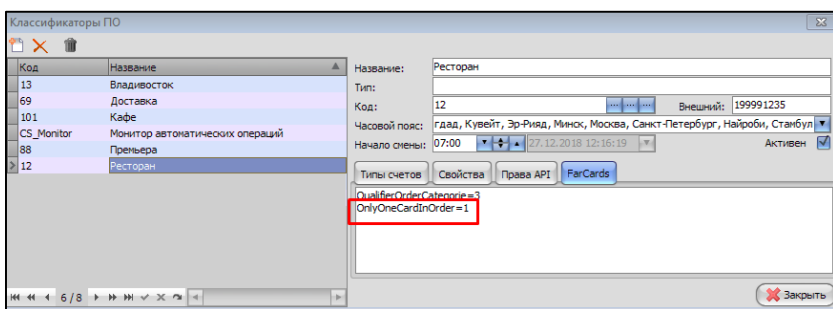 Классификаторы ПО
Код Название
13 Владивосток
69 Доставка
101 Кафе
CS_Monitor Монитор автоматических операций
88 Премьера
12 Ресторан
6 / 8
Название: Ресторан
Тип:
Код: 12 Внешний: 199991235
Часовой пояс: гдад, Кувейт, Эр-Рияд, Минск, Москва, Санкт-Петербург, Найроби, Стамбул
Начало смены: 07:00 27.12.2018 12:16:19 Активен
Типы счетов Свойства Права API FarCards
QualifierOrderCategorie=3
OnlyOneCardInOrder=1
Закрыть